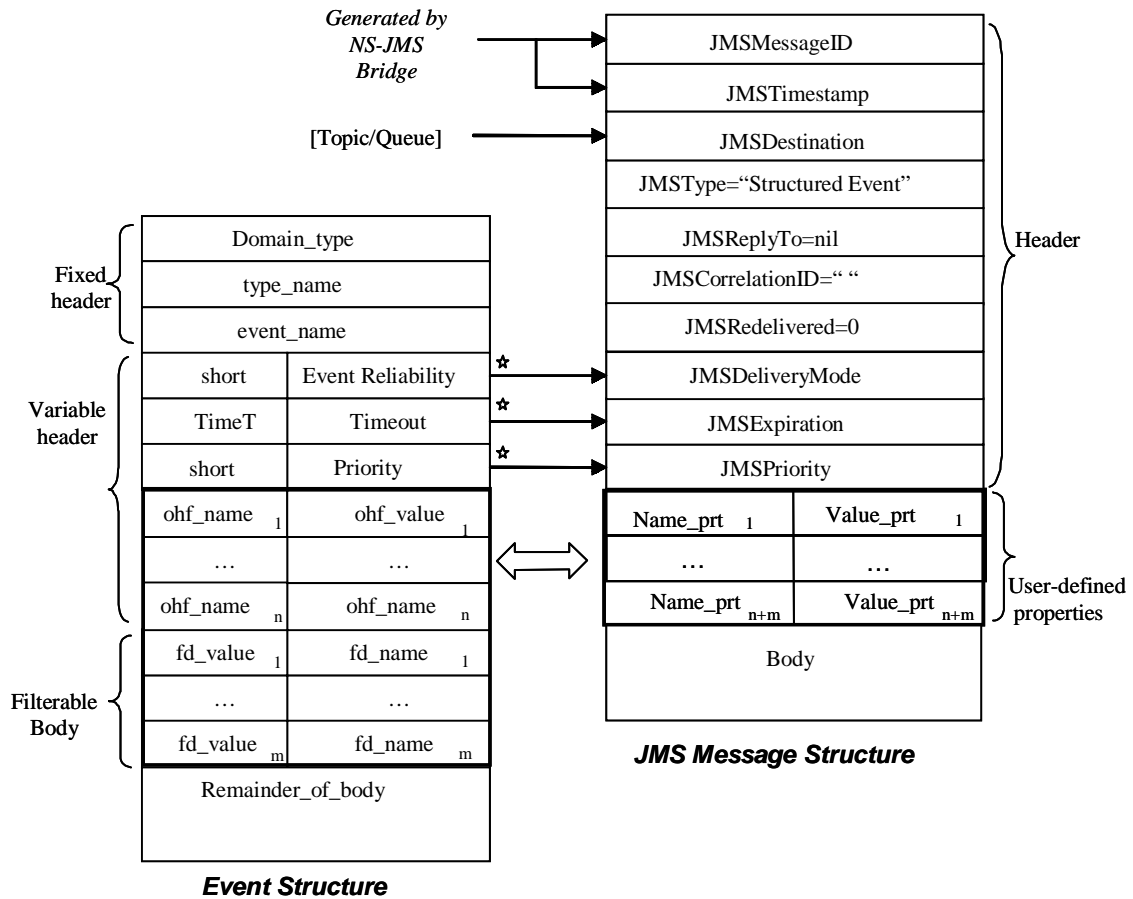 Generated by
NS-JMS
Bridge
[Topic/Queue]
JMSMessageID
JMSTimestamp
JMSDestination
JMSType=“Structured Event”
JMSReplyTo=nil
JMSCorrelationID=“ “
JMSRedelivered=0
JMSDeliveryMode
JMSExpiration
JMSPriority
Header
Name_prt 1 Value_prt 1
... ...
Name_prt n+m Value_prt n+m
User-defined
properties
Body
JMS Message Structure
Fixed
header
Domain_type
type_name
event_name
Variable
header
short Event Reliability ☆
TimeT Timeout ☆
short Priority ☆
ohf_name 1 ohf_value 1
… …
ohf_name n ohf_name n
Filterable
Body
fd_value 1 fd_name 1
… …
fd_value m fd_name m
Remainder_of_body
Event Structure